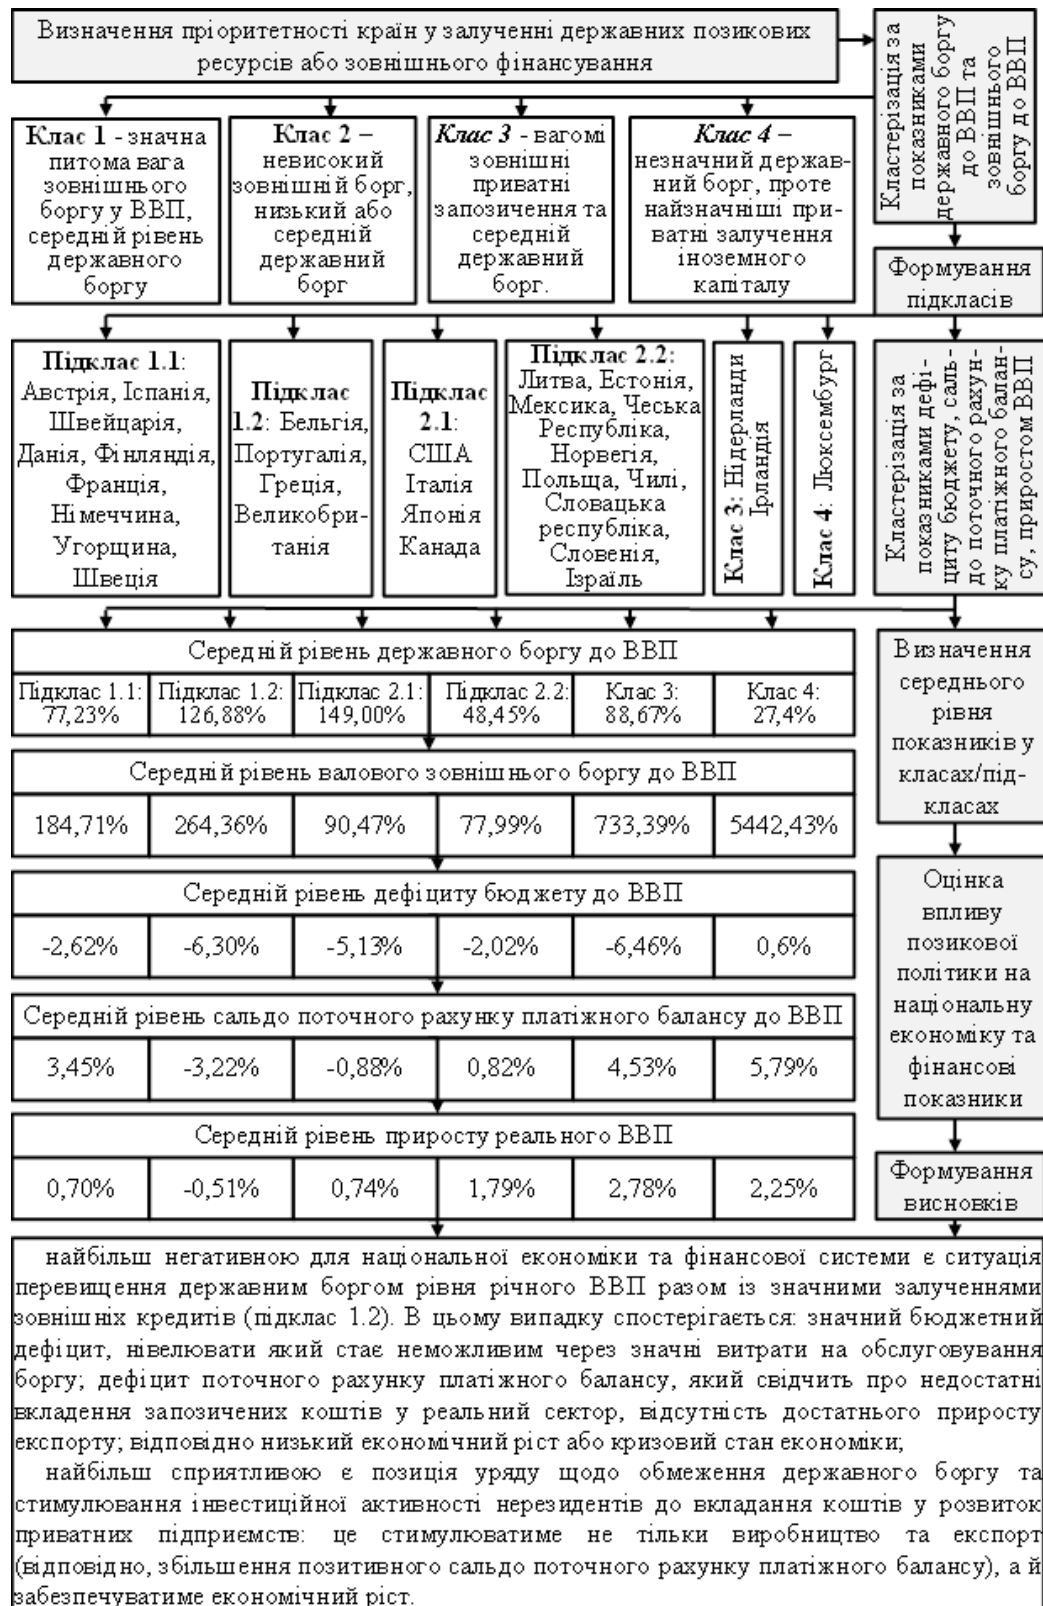 Визначення пріоритетності країн у залученні державних позикових
ресурсів або зовнішнього фінансування
Кластеризація за
показниками
державного боргу
до ВВП та
зовнішнього
боргу до ВВП
Клас 1 - значна
питома вага
зовнішнього
боргу у ВВП,
середній рівень
державного
боргу
Клас 2 –
невисокий
зовнішній борг,
низький або
середній
державний
борг
Клас 3 - вагомі
зовнішні
приватні
запозичення та
середній
державний
борг.
Клас 4 –
незначний держав-
ний борг, проте
найзначніші при-
ватні залучення
іноземного
капіталу
Формування
підкласів
Підклас 1.1:
Австрія, Іспанія,
Швейцарія,
Данія, Фінляндія,
Франція,
Німеччина,
Угорщина,
Швеція
Підклас
1.2: Бельгія,
Португалія,
Греція,
Великобри-
танія
Підклас
2.1:
США
Італія
Японія
Канада
Підклас 2.2:
Литва, Естонія,
Мексика, Чеська
Республіка,
Норвегія,
Польща, Чилі,
Словацька
республіка,
Словенія,
Ізраїль
Клас 3: Нідерланди
Ірландія
Клас 4: Люксембург
Кластеризація за
показниками дефі-
циту бюджету, саль-
до поточного рахун-
ку платіжного балан-
су, приростом ВВП
Середній рівень державного боргу до ВВП
Підклас 1.1:
77,23%
Підклас 1.2:
126,88%
Підклас 2.1:
149,00%
Підклас 2.2:
48,45%
Клас 3:
88,67%
Клас 4:
27,4%
Визначення
середнього
рівня
показників у
класах/під-
класах
Середній рівень валового зовнішнього боргу до ВВП
184,71% 264,36% 90,47% 77,99% 733,39% 5442,43%
Середній рівень дефіциту бюджету до ВВП
-2,62% -6,30% -5,13% -2,02% -6,46% 0,6%
Оцінка
впливу
позикової
політики на
національну
економіку та
фінансові
показники
Середній рівень сальдо поточного рахунку платіжного балансу до ВВП
3,45% -3,22% -0,88% 0,82% 4,53% 5,79%
Середній рівень приросту реального ВВП
0,70% -0,51% 0,74% 1,79% 2,78% 2,25%
Формування
висновків
найбільш негативною для національної економіки та фінансової системи є ситуація
перевищення державним боргом рівня річного ВВП разом із значними залученнями
зовнішніх кредитів (підклас 1.2). В цьому випадку спостерігається: значний бюджетний
дефіцит, нівелювати який стає неможливим через значні витрати на обслуговування
боргу; дефіцит поточного рахунку платіжного балансу, який свідчить про недостатні
вкладення запозичених коштів у реальний сектор, відсутність достатнього приросту
експорту; відповідно низький економічний ріст або кризовий стан економіки;
найбільш сприятливою є позиція уряду щодо обмеження державного боргу та
стимулювання інвестиційної активності нерезидентів до вкладання коштів у розвиток
приватних підприємств: це стимулюватиме не тільки виробництво та експорт
(відповідно, збільшення позитивного сальдо поточного рахунку платіжного балансу), а й
забезпечуватиме економічний ріст.